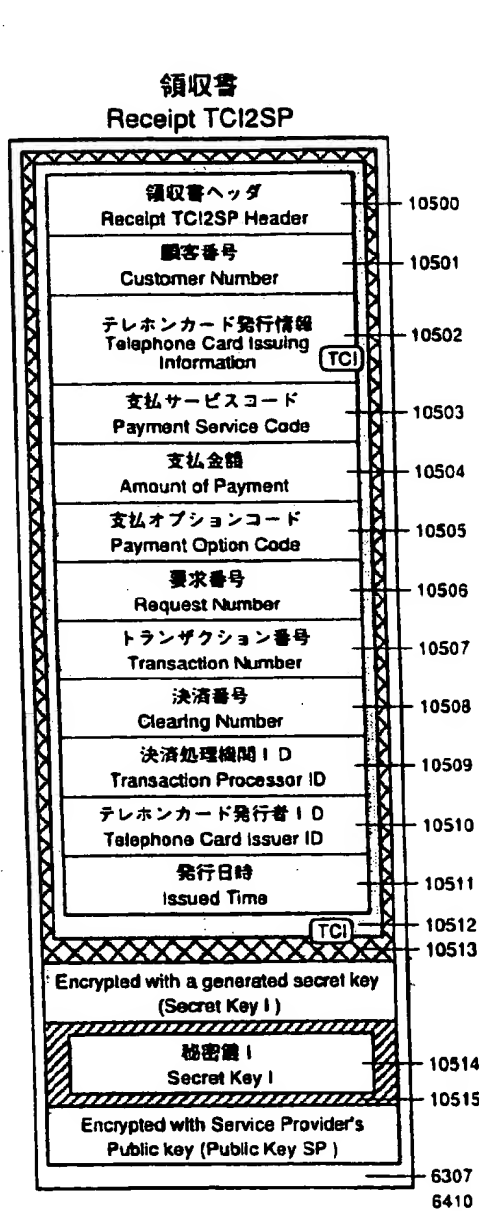 領収書
Receipt TCI2SP
領収書ヘッダ
Receipt TCI2SP Header
10500
顧客番号
Customer Number
10501
テレホンカード発行情報
Telephone Card Issuing
Information
TCI
10502
支払サービスコード
Payment Service Code
10503
支払金額
Amount of Payment
10504
支払オプションコード
Payment Option Code
10505
要求番号
Request Number
10506
トランザクション番号
Transaction Number
10507
決済番号
Clearing Number
10508
決済処理機関ID
Transaction Processor ID
10509
テレホンカード発行者ID
Telephone Card Issuer ID
10510
発行日時
Issued Time
10511
TCI
10512
10513
Encrypted with a generated secret key
(Secret Key I )
秘密鍵 I
Secret Key I
10514
10515
Encrypted with Service Provider's
Public key (Public Key SP )
6307
6410